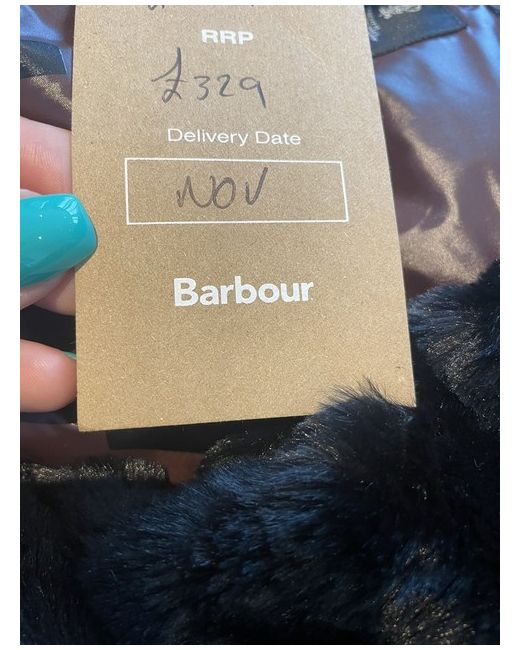 RRP
£329
Delivery Date
NOV
Barbour